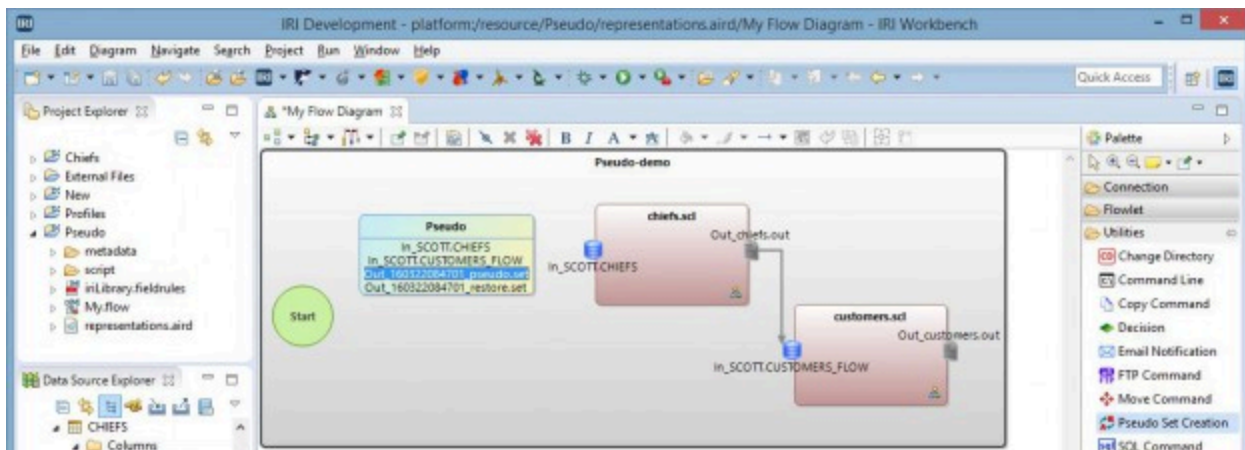 IRI
IRI Development - platform:/resource/Pseudo/representations.aird/My Flow Diagram - IRI Workbench
File Edit Diagram Navigate Search Project Run Window Help
Quick Access
Project Explorer
*My Flow Diagram
B I A
Palette
Chiefs
External Files
New
Profiles
Pseudo
metadata
script
iriLibrary.fieldrules
My.flow
representations.aird
Data Source Explorer
CHIEFS
Columns
Pseudo-demo
Start
Pseudo
In_SCOTT.CHIEFS
In_SCOTT.CUSTOMERS_FLOW
Out_160322084701_pseudo.set
Out_160322084701_restore.set
chiefs.scl
In_SCOTT.CHIEFS
Out_chiefs.out
customers.scl
In_SCOTT.CUSTOMERS_FLOW
Out_customers.out
Connection
Flowlet
Utilities
Change Directory
Command Line
Copy Command
Decision
Email Notification
FTP Command
Move Command
Pseudo Set Creation
SQL Command